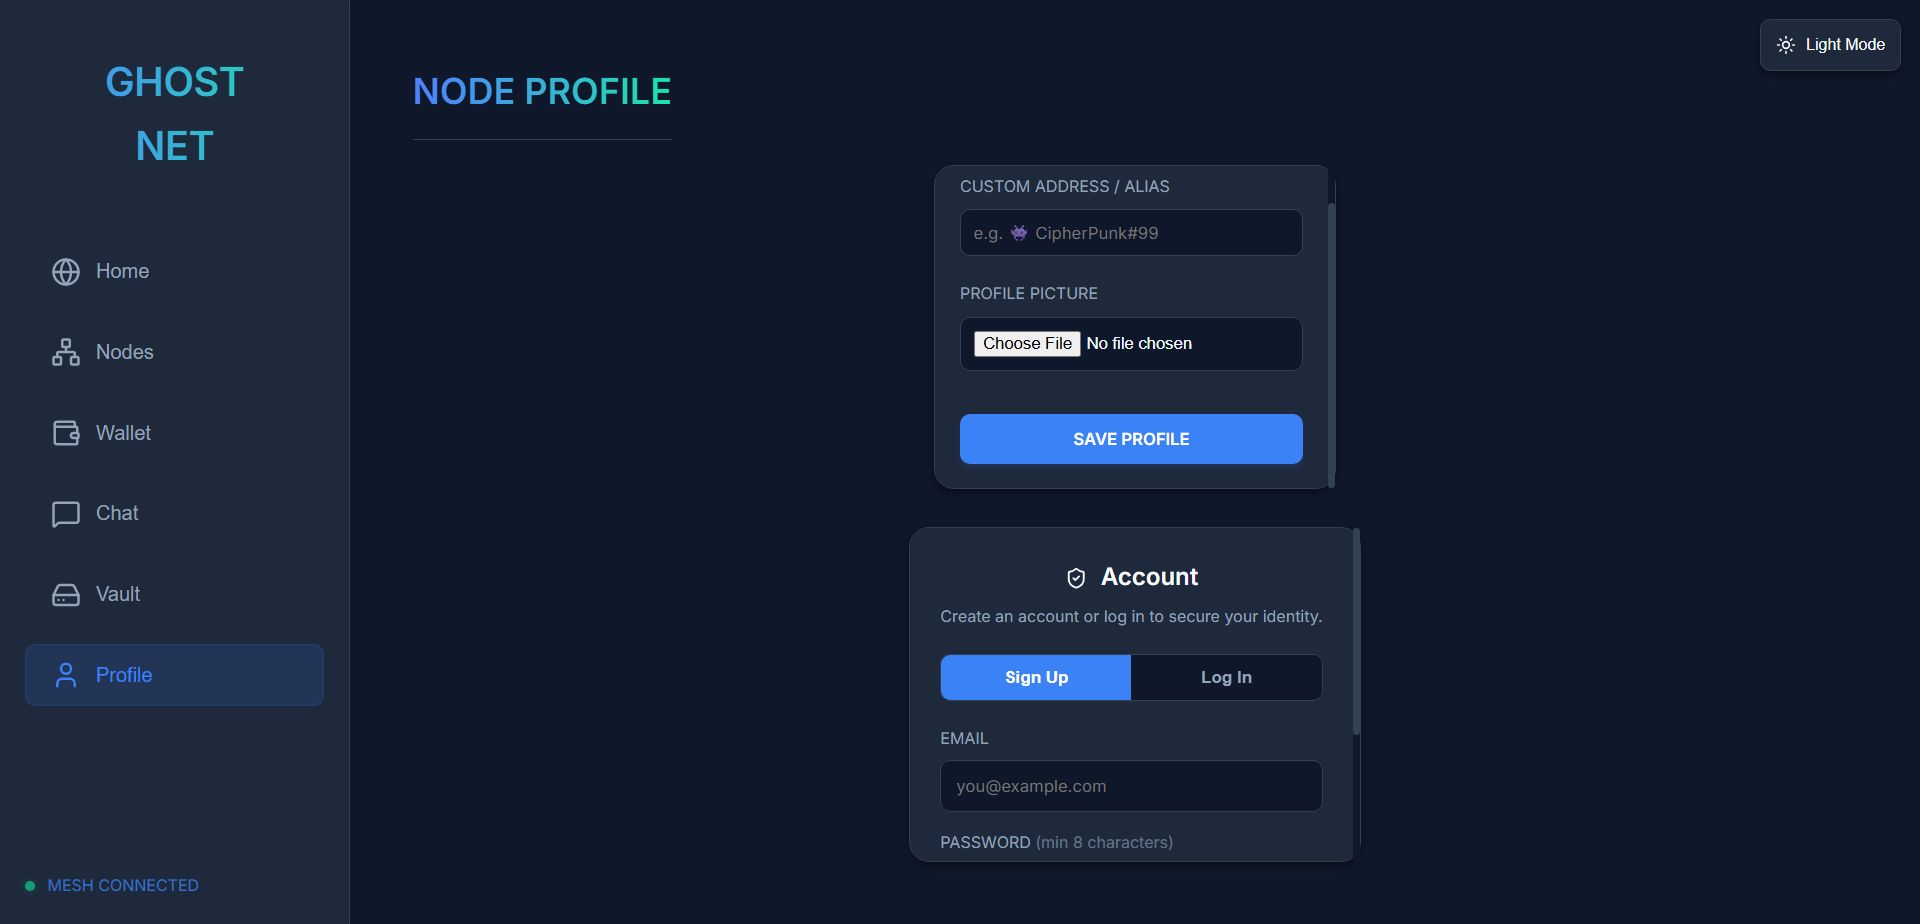 GHOST
NET
Home
Nodes
Wallet
Chat
Vault
Profile
MESH CONNECTED
Light Mode
NODE PROFILE
CUSTOM ADDRESS / ALIAS
e.g. 👾 CipherPunk#99
PROFILE PICTURE
Choose File No file chosen
SAVE PROFILE
Account
Create an account or log in to secure your identity.
Sign Up
Log In
EMAIL
you@example.com
PASSWORD (min 8 characters)